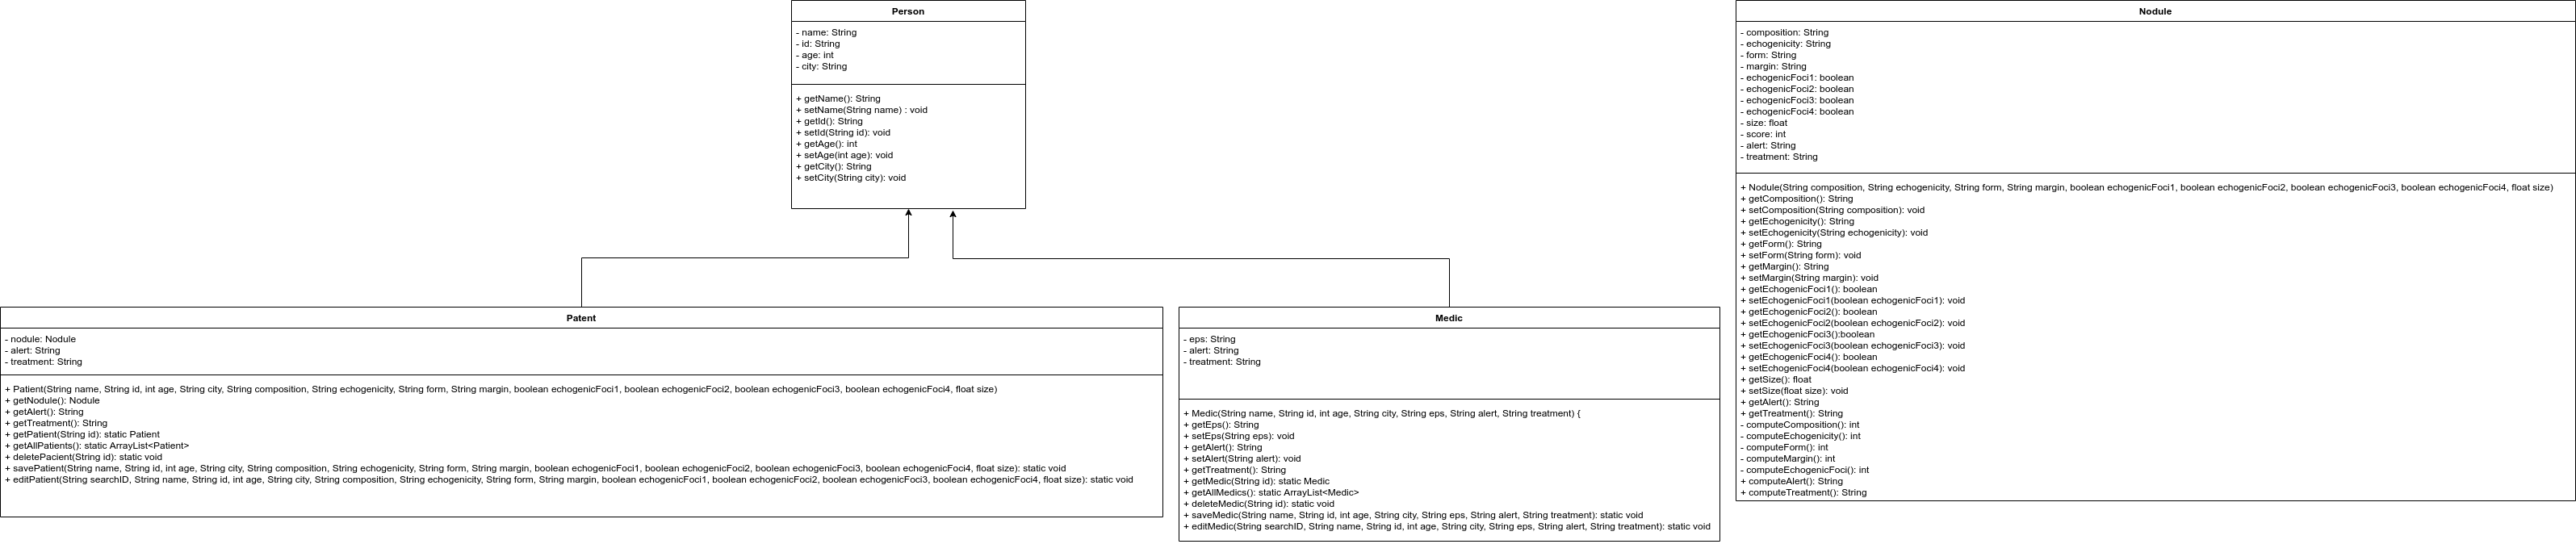 Person
- name: String
- id: String
- age: int
- city: String
+ getName(): String
+ setName(String name) : void
+ getId(): String
+ setId(String id): void
+ getAge(): int
+ setAge(int age): void
+ getCity(): String
+ setCity(String city): void
Nodule
- composition: String
- echogenicity: String
- form: String
- margin: String
- echogenicFoci1: boolean
- echogenicFoci2: boolean
- echogenicFoci3: boolean
- echogenicFoci4: boolean
- size: float
- score: int
- alert: String
- treatment: String
+ Nodule(String composition, String echogenicity, String form, String margin, boolean echogenicFoci1, boolean echogenicFoci2, boolean echogenicFoci3, boolean echogenicFoci4, float size)
+ getComposition(): String
+ setComposition(String composition): void
+ getEchogenicity(): String
+ setEchogenicity(String echogenicity): void
+ getForm(): String
+ setForm(String form): void
+ getMargin(): String
+ setMargin(String margin): void
+ getEchogenicFoci1(): boolean
+ setEchogenicFoci1(boolean echogenicFoci1): void
+ getEchogenicFoci2(): boolean
+ setEchogenicFoci2(boolean echogenicFoci2): void
+ getEchogenicFoci3():boolean
+ setEchogenicFoci3(boolean echogenicFoci3): void
+ getEchogenicFoci4(): boolean
+ setEchogenicFoci4(boolean echogenicFoci4): void
+ getSize(): float
+ setSize(float size): void
+ getAlert(): String
+ getTreatment(): String
- computeComposition(): int
- computeEchogenicity(): int
- computeForm(): int
- computeMargin(): int
- computeEchogenicFoci(): int
+ computeAlert(): String
+ computeTreatment(): String
Patent
- nodule: Nodule
- alert: String
- treatment: String
+ Patient(String name, String id, int age, String city, String composition, String echogenicity, String form, String margin, boolean echogenicFoci1, boolean echogenicFoci2, boolean echogenicFoci3, boolean echogenicFoci4, float size)
+ getNodule(): Nodule
+ getAlert(): String
+ getTreatment(): String
+ getPatient(String id): static Patient
+ getAllPatients(): static ArrayList<Patient>
+ deletePacient(String id): static void
+ savePatient(String name, String id, int age, String city, String composition, String echogenicity, String form, String margin, boolean echogenicFoci1, boolean echogenicFoci2, boolean echogenicFoci3, boolean echogenicFoci4, float size): static void
+ editPatient(String searchID, String name, String id, int age, String city, String composition, String echogenicity, String form, String margin, boolean echogenicFoci1, boolean echogenicFoci2, boolean echogenicFoci3, boolean echogenicFoci4, float size): static void
Medic
- eps: String
- alert: String
- treatment: String
+ Medic(String name, String id, int age, String city, String eps, String alert, String treatment) {
+ getEps(): String
+ setEps(String eps): void
+ getAlert(): String
+ setAlert(String alert): void
+ getTreatment(): String
+ getMedic(String id): static Medic
+ getAllMedics(): static ArrayList<Medic>
+ deleteMedic(String id): static void
+ saveMedic(String name, String id, int age, String city, String eps, String alert, String treatment): static void
+ editMedic(String searchID, String name, String id, int age, String city, String eps, String alert, String treatment): static void